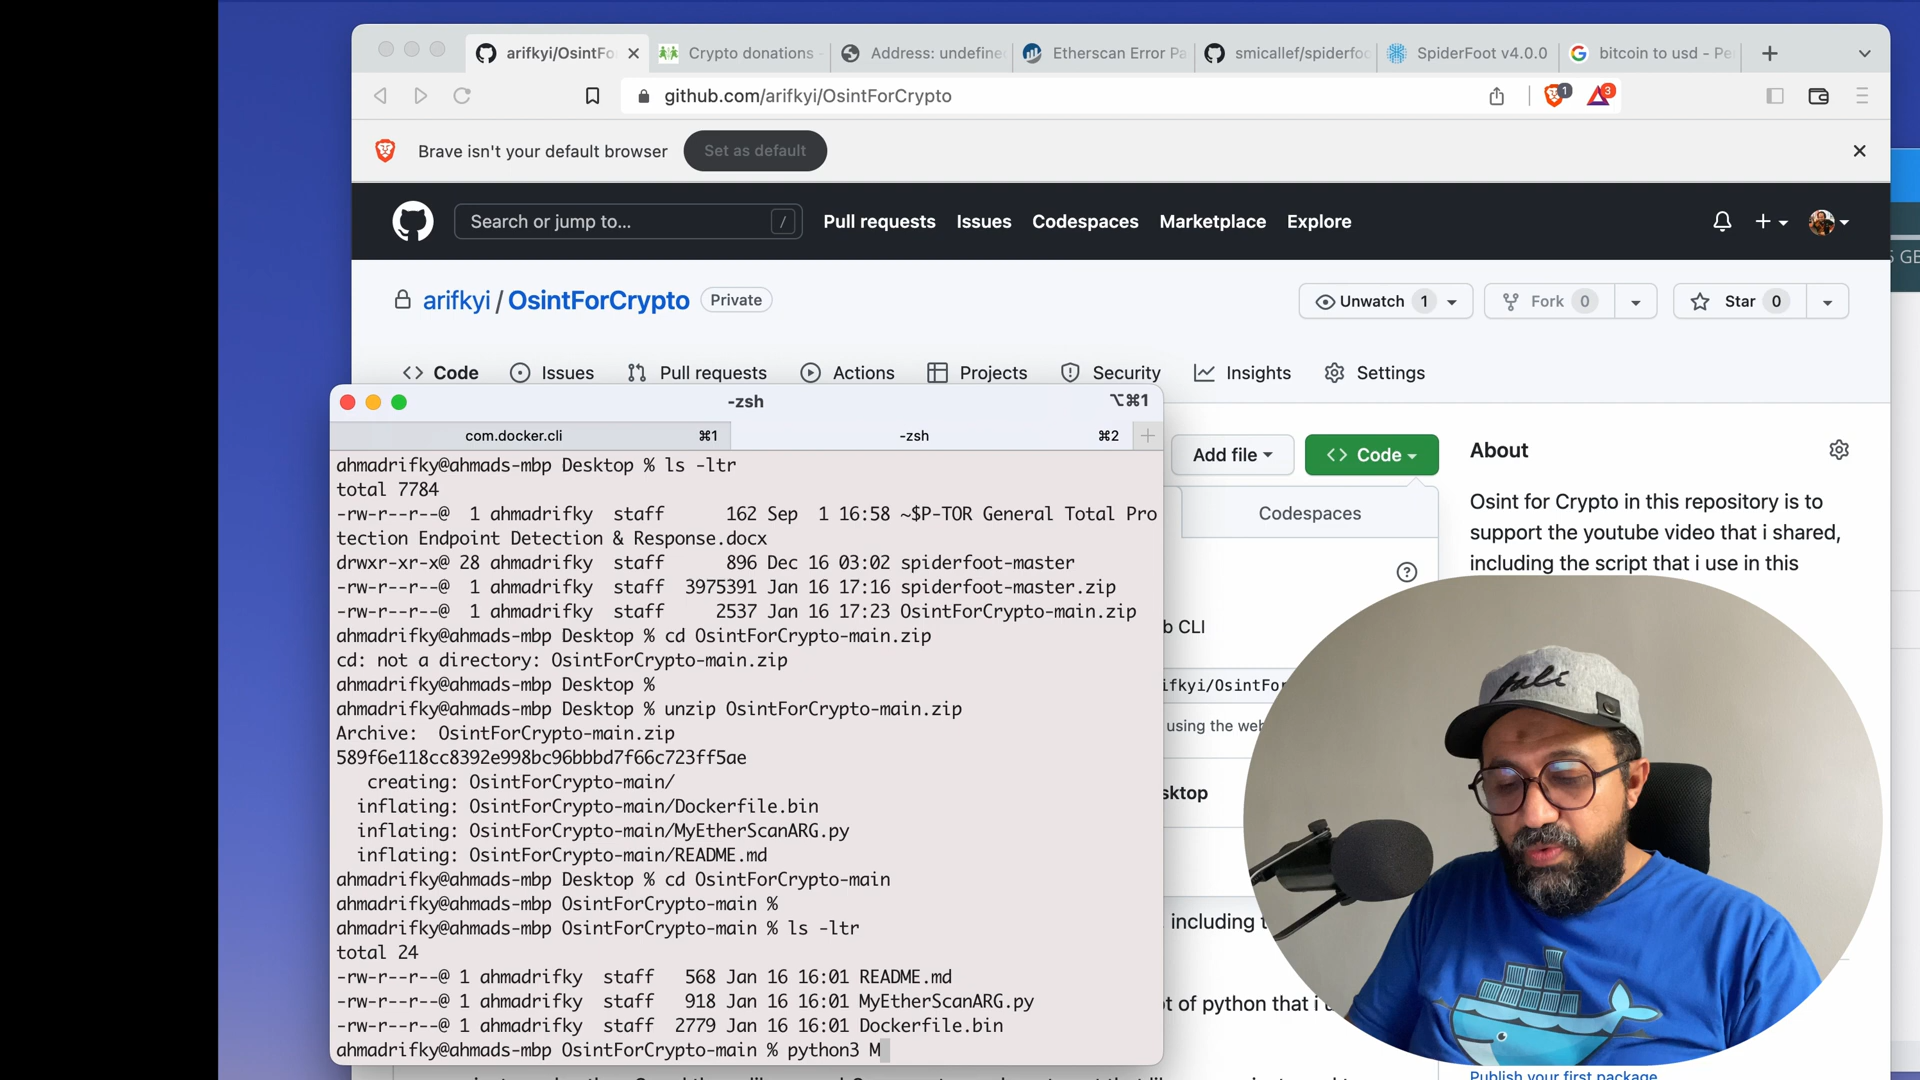 arifkyi/OsintFo
Crypto donations -
Address: undefine
Etherscan Error Pa
smicallef/spiderfoo
SpiderFoot v4.0.0
bitcoin to usd - Pe
github.com/arifkyi/OsintForCrypto
1
3
Brave isn't your default browser
Set as default
Search or jump to...
/
Pull requests
Issues
Codespaces
Marketplace
Explore
arifkyi / OsintForCrypto
Private
Unwatch 1
Fork 0
Star 0
Code
Issues
Pull requests
Actions
Projects
Security
Insights
Settings
-zsh
⌥⌘1
com.docker.cli
⌘1
-zsh
⌘2
ahmadrifky@ahmads-mbp Desktop % ls -ltr
total 7784
-rw-r--r--@  1 ahmadrifky  staff      162 Sep  1 16:58 ~$P-TOR General Total Pro
tection Endpoint Detection & Response.docx
drwxr-xr-x@ 28 ahmadrifky  staff      896 Dec 16 03:02 spiderfoot-master
-rw-r--r--@  1 ahmadrifky  staff  3975391 Jan 16 17:16 spiderfoot-master.zip
-rw-r--r--@  1 ahmadrifky  staff     2537 Jan 16 17:23 OsintForCrypto-main.zip
ahmadrifky@ahmads-mbp Desktop % cd OsintForCrypto-main.zip
cd: not a directory: OsintForCrypto-main.zip
ahmadrifky@ahmads-mbp Desktop %
ahmadrifky@ahmads-mbp Desktop % unzip OsintForCrypto-main.zip
Archive:  OsintForCrypto-main.zip
589f6e118cc8392e998bc96bbbd7f66c723ff5ae
   creating: OsintForCrypto-main/
  inflating: OsintForCrypto-main/Dockerfile.bin
  inflating: OsintForCrypto-main/MyEtherScanARG.py
  inflating: OsintForCrypto-main/README.md
ahmadrifky@ahmads-mbp Desktop % cd OsintForCrypto-main
ahmadrifky@ahmads-mbp OsintForCrypto-main %
ahmadrifky@ahmads-mbp OsintForCrypto-main % ls -ltr
total 24
-rw-r--r--@ 1 ahmadrifky  staff   568 Jan 16 16:01 README.md
-rw-r--r--@ 1 ahmadrifky  staff   918 Jan 16 16:01 MyEtherScanARG.py
-rw-r--r--@ 1 ahmadrifky  staff  2779 Jan 16 16:01 Dockerfile.bin
ahmadrifky@ahmads-mbp OsintForCrypto-main % python3 M
Add file
Code
Codespaces
b CLI
ifkyi/OsintFor
using the web
sktop
, including t
ot of python that i
About
Osint for Crypto in this repository is to
support the youtube video that i shared,
including the script that i use in this
Bali
Publish your first package
GB